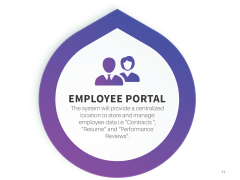 EMPLOYEE PORTAL
The system will provide a centralized
location to store and manage
employee data i.e "Contracts ",
"Resume" and "Performance
Reviews".